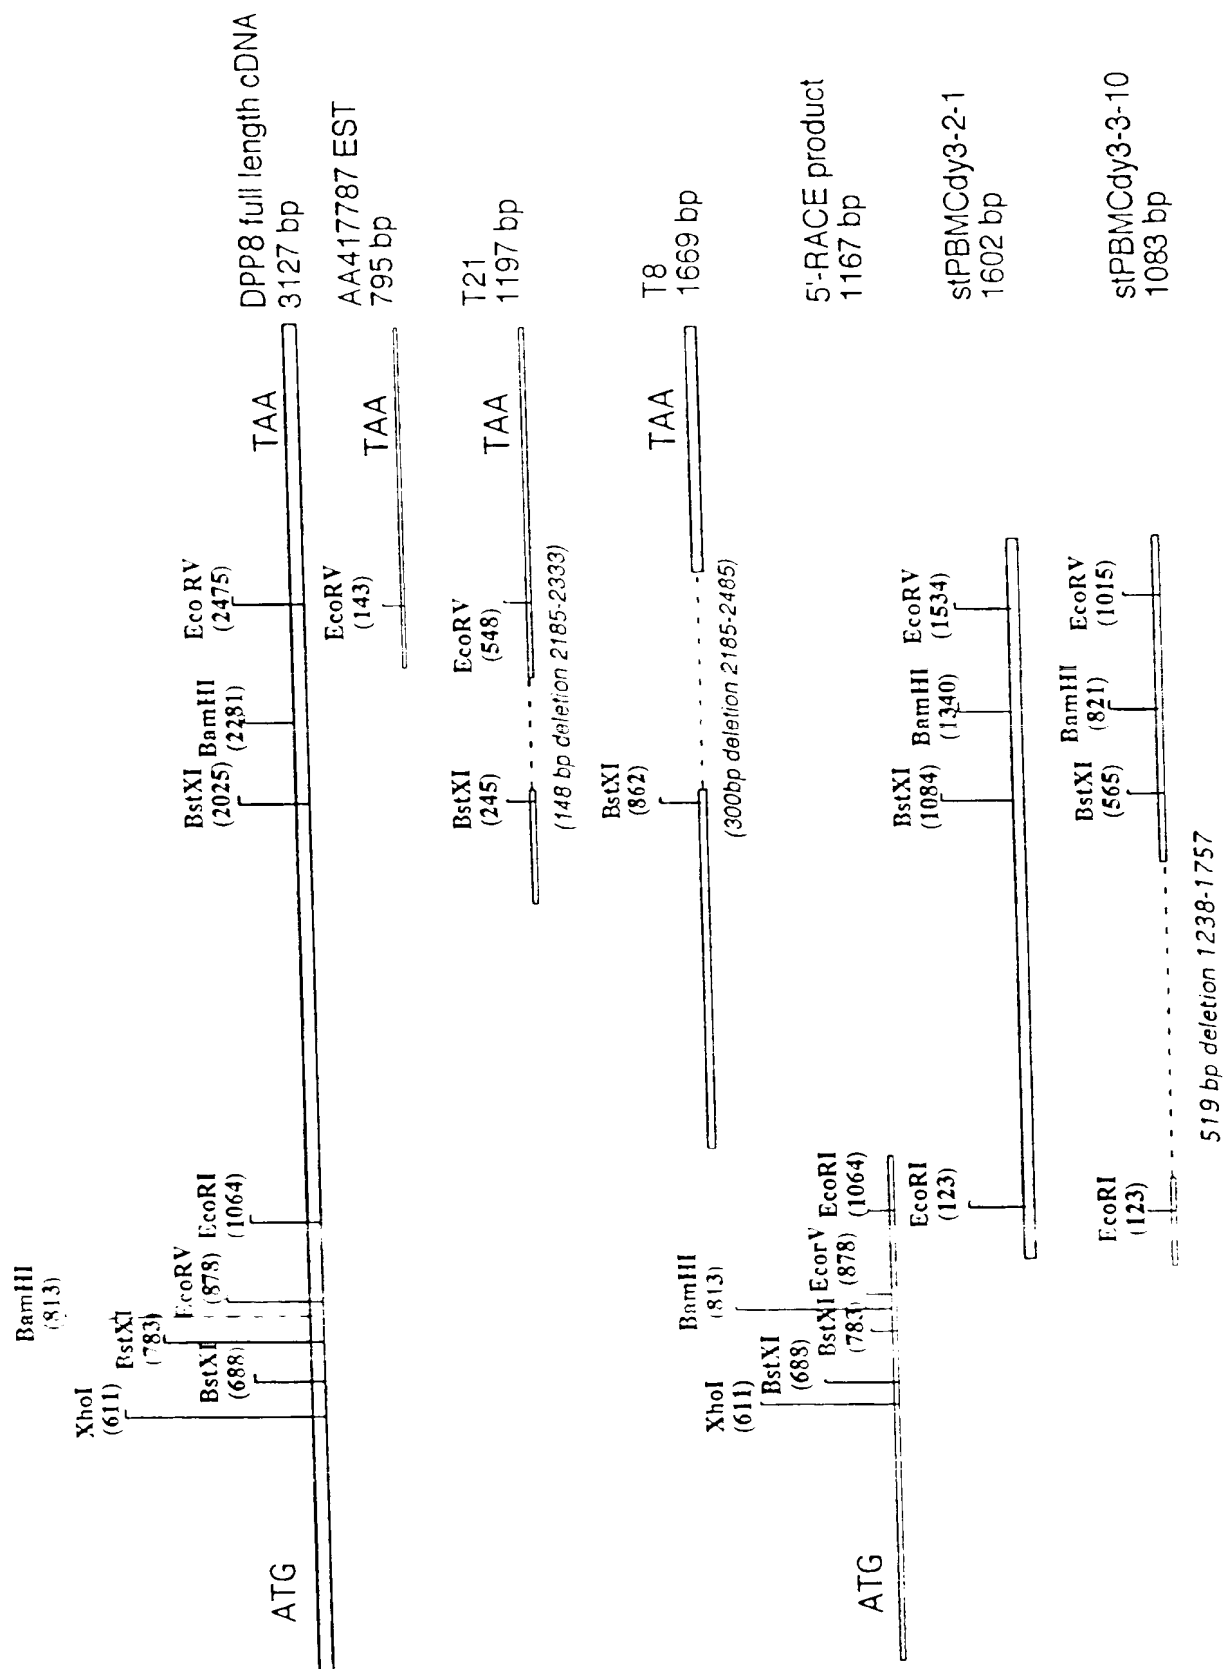 DPP8 full length cDNA
3127 bp
BamHI
(813)
XhoI
(611)
BstXI
(783)
BstXI
(688)
EcoRV
(878)
EcoRI
(1064)
BstXI
(2025)
BamHI
(2281)
Eco RV
(2475)
ATG
TAA
AA417787 EST
795 bp
EcoRV
(143)
TAA
T21
1197 bp
BstXI
(245)
EcoRV
(548)
TAA
(148 bp deletion 2185-2333)
T8
1669 bp
BstXI
(862)
TAA
(300bp deletion 2185-2485)
5'-RACE product
1167 bp
BamHI
(813)
XhoI
(611)
BstXI
(688)
BstXI
(783)
EcorV
(878)
EcoRI
(1064)
ATG
stPBMCdy3-2-1
1602 bp
EcoRI
(123)
BstXI
(1084)
BamHI
(1340)
EcoRV
(1534)
stPBMCdy3-3-10
1083 bp
EcoRI
(123)
BstXI
(565)
BamHI
(821)
EcoRV
(1015)
519 bp deletion 1238-1757